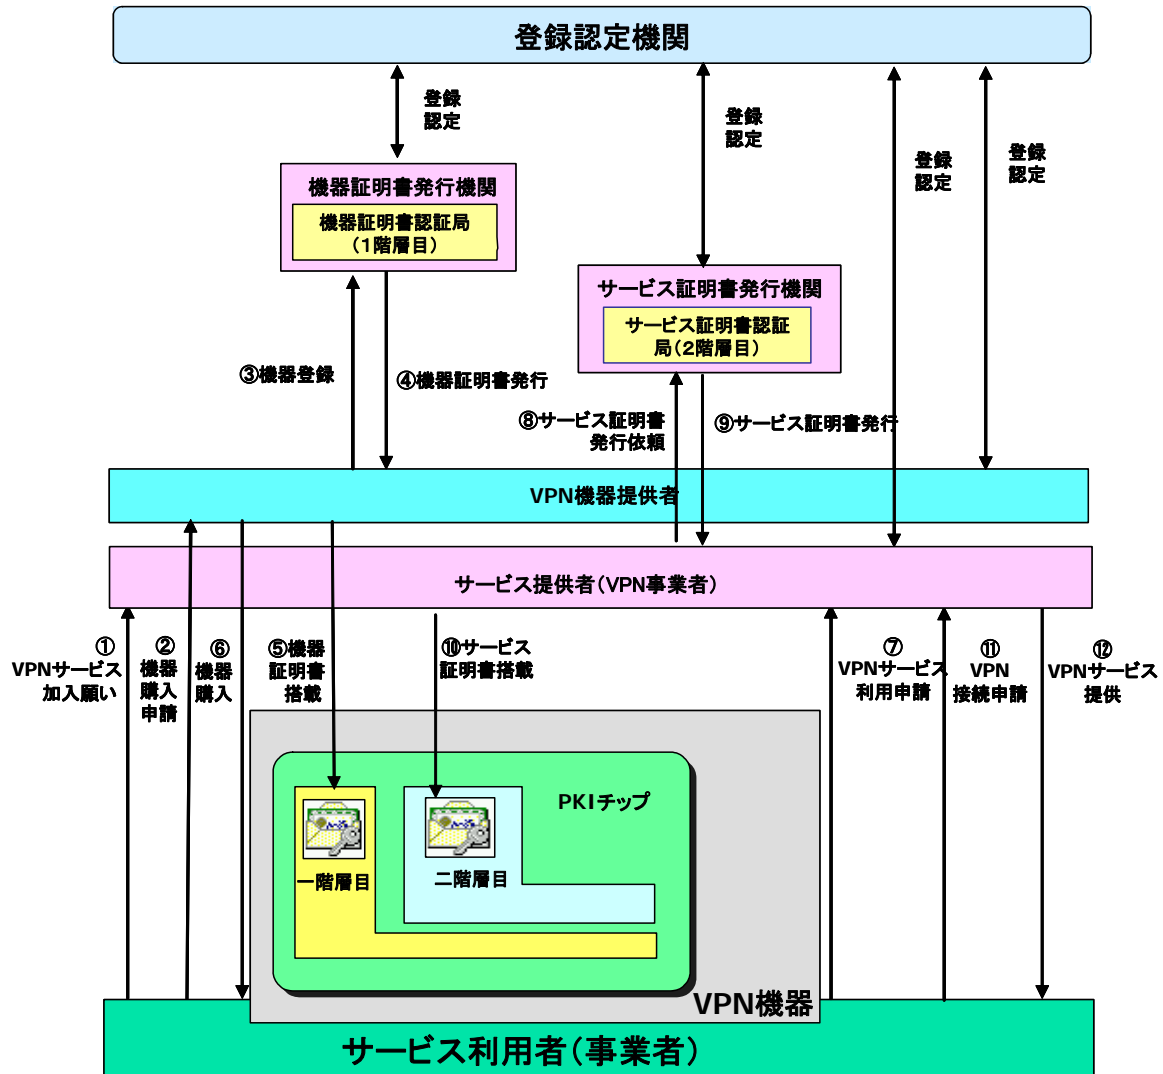 登録認定機関
登録
認定
登録
認定
登録
認定
登録
認定
機器証明書発行機関
機器証明書認証局
(1階層目)
サービス証明書発行機関
サービス証明書認証
局(2階層目)
③機器登録
④機器証明書発行
⑧サービス証明書
発行依頼
⑨サービス証明書発行
VPN機器提供者
サービス提供者(VPN事業者)
①
VPNサービス
加入願い
②
機器
購入
申請
⑥
機器
購入
⑤機器
証明書
搭載
⑩サービス
証明書搭載
⑦
VPNサービス
利用申請
⑪
VPN
接続申請
⑫
VPNサービス
提供
PKIチップ
一階層目
二階層目
VPN機器
サービス利用者(事業者)